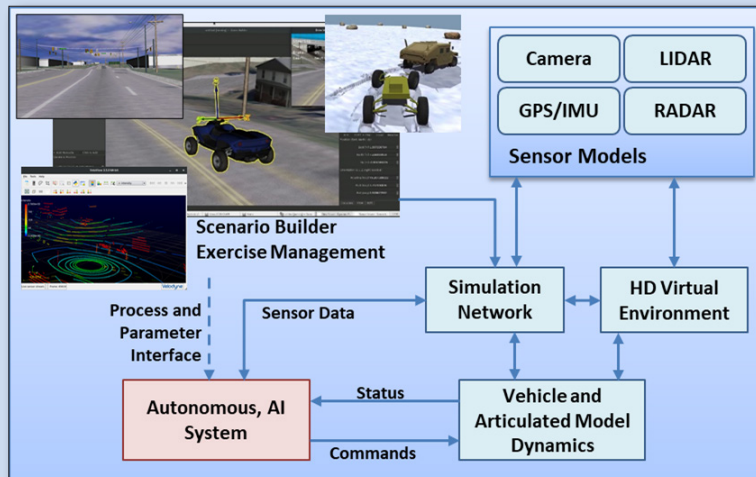 Camera
LIDAR
GPS/IMU
RADAR
Sensor Models
Scenario Builder
Exercise Management
Process and
Parameter
Interface
Sensor Data
Simulation
Network
HD Virtual
Environment
Autonomous, AI
System
Status
Commands
Vehicle and
Articulated Model
Dynamics